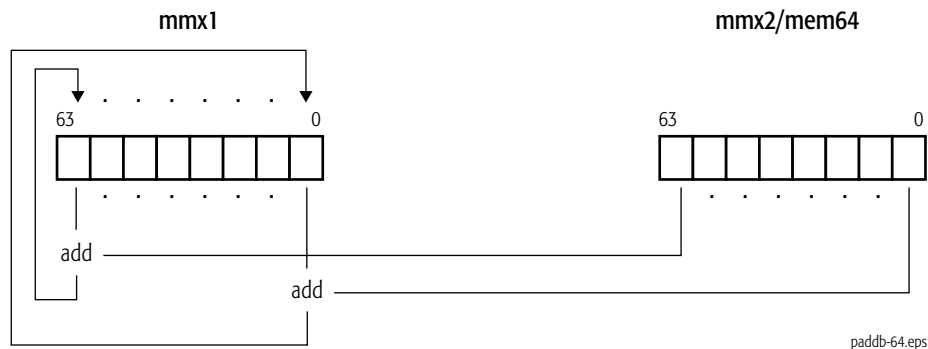 mmx1 mmx2/mem64
. . . . . .
63 0 63 0
. . . . . . . . . . . .
add
add
paddb-64.eps